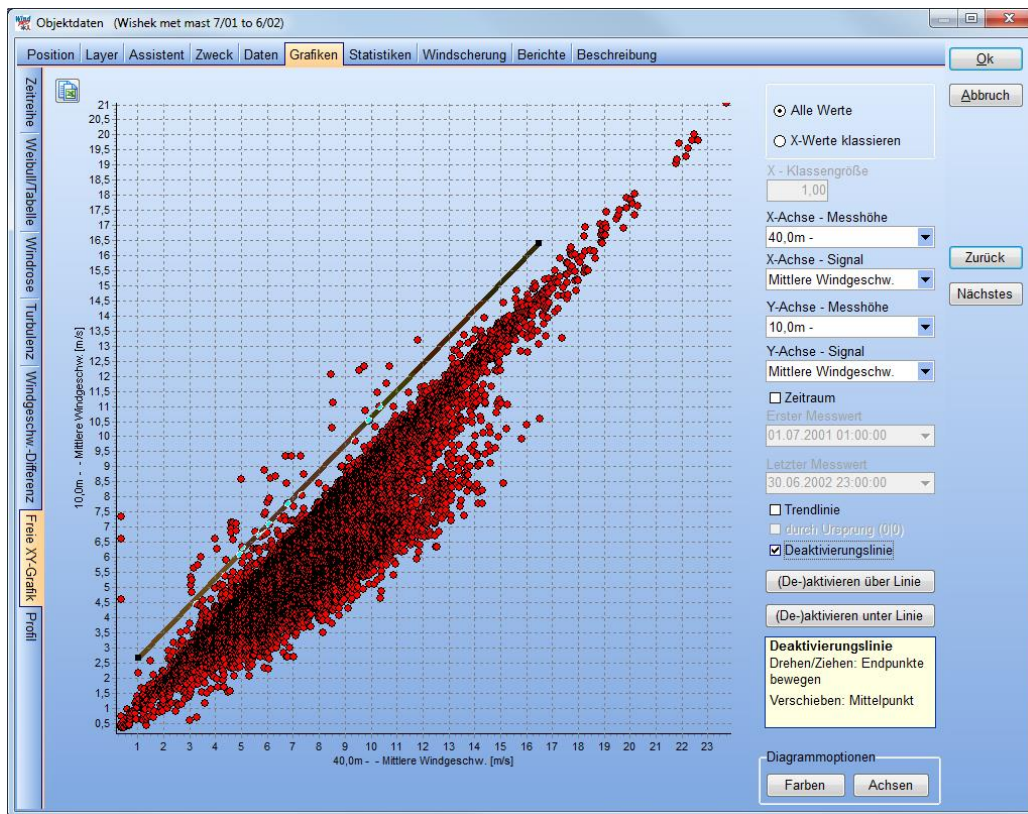 Objektdaten (Wishek met mast 7/01 to 6/02)
Position Layer Assistent Zweck Daten Grafiken Statistiken Windscherung Berichte Beschreibung
Zeitreihe
Weibull/Tabelle
Windrose
Turbulenz
Windgeschw.-Differenz
Freie XY-Grafik
Profil
10,0m - - Mittlere Windgeschw. [m/s]
21
20,5
20
19,5
19
18,5
18
17,5
17
16,5
16
15,5
15
14,5
14
13,5
13
12,5
12
11,5
11
10,5
10
9,5
9
8,5
8
7,5
7
6,5
6
5,5
5
4,5
4
3,5
3
2,5
2
1,5
1
0,5
1 2 3 4 5 6 7 8 9 10 11 12 13 14 15 16 17 18 19 20 21 22 23
40,0m - - Mittlere Windgeschw. [m/s]
Alle Werte
X-Werte klassieren
X - Klassengröße
1,00
X-Achse - Messhöhe
40,0m -
X-Achse - Signal
Mittlere Windgeschw.
Y-Achse - Messhöhe
10,0m -
Y-Achse - Signal
Mittlere Windgeschw.
Zeitraum
Erster Messwert
01.07.2001 01:00:00
Letzter Messwert
30.06.2002 23:00:00
Trendlinie
durch Ursprung (0|0)
Deaktivierungslinie
(De-)aktivieren über Linie
(De-)aktivieren unter Linie
Deaktivierungslinie
Drehen/Ziehen: Endpunkte
bewegen
Verschieben: Mittelpunkt
Diagrammoptionen
Farben Achsen
Ok
Abbruch
Zurück
Nächstes